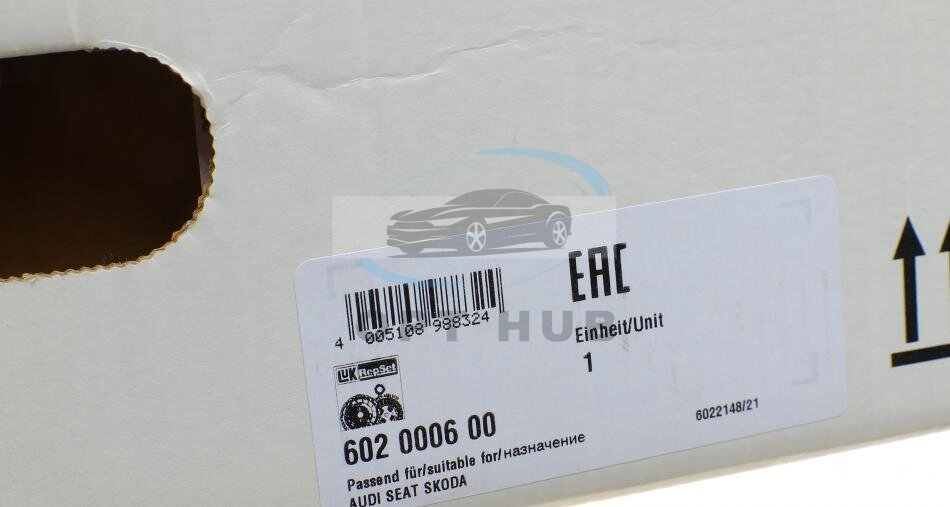 EAC
4 005108 988324
HUB
Einheit/Unit
1
LUK RepSet
602 0006 00
6022148/21
Passend für/suitable for/назначение
AUDI SEAT SKODA